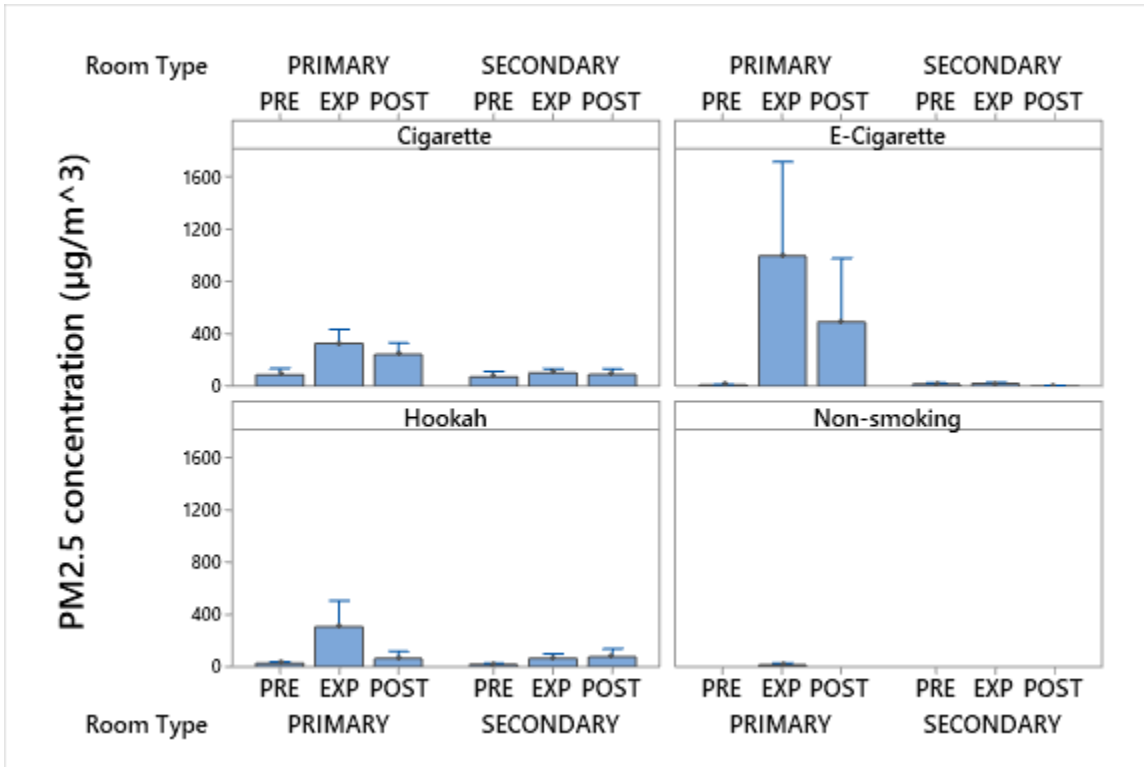 Room Type PRIMARY SECONDARY PRIMARY SECONDARY
PRE EXP POST PRE EXP POST PRE EXP POST PRE EXP POST
Cigarette E-Cigarette
PM2.5 concentration (µg/m^3)
1600
1200
800
400
0
Hookah Non-smoking
1600
1200
800
400
0
PRE EXP POST PRE EXP POST PRE EXP POST PRE EXP POST
Room Type PRIMARY SECONDARY PRIMARY SECONDARY